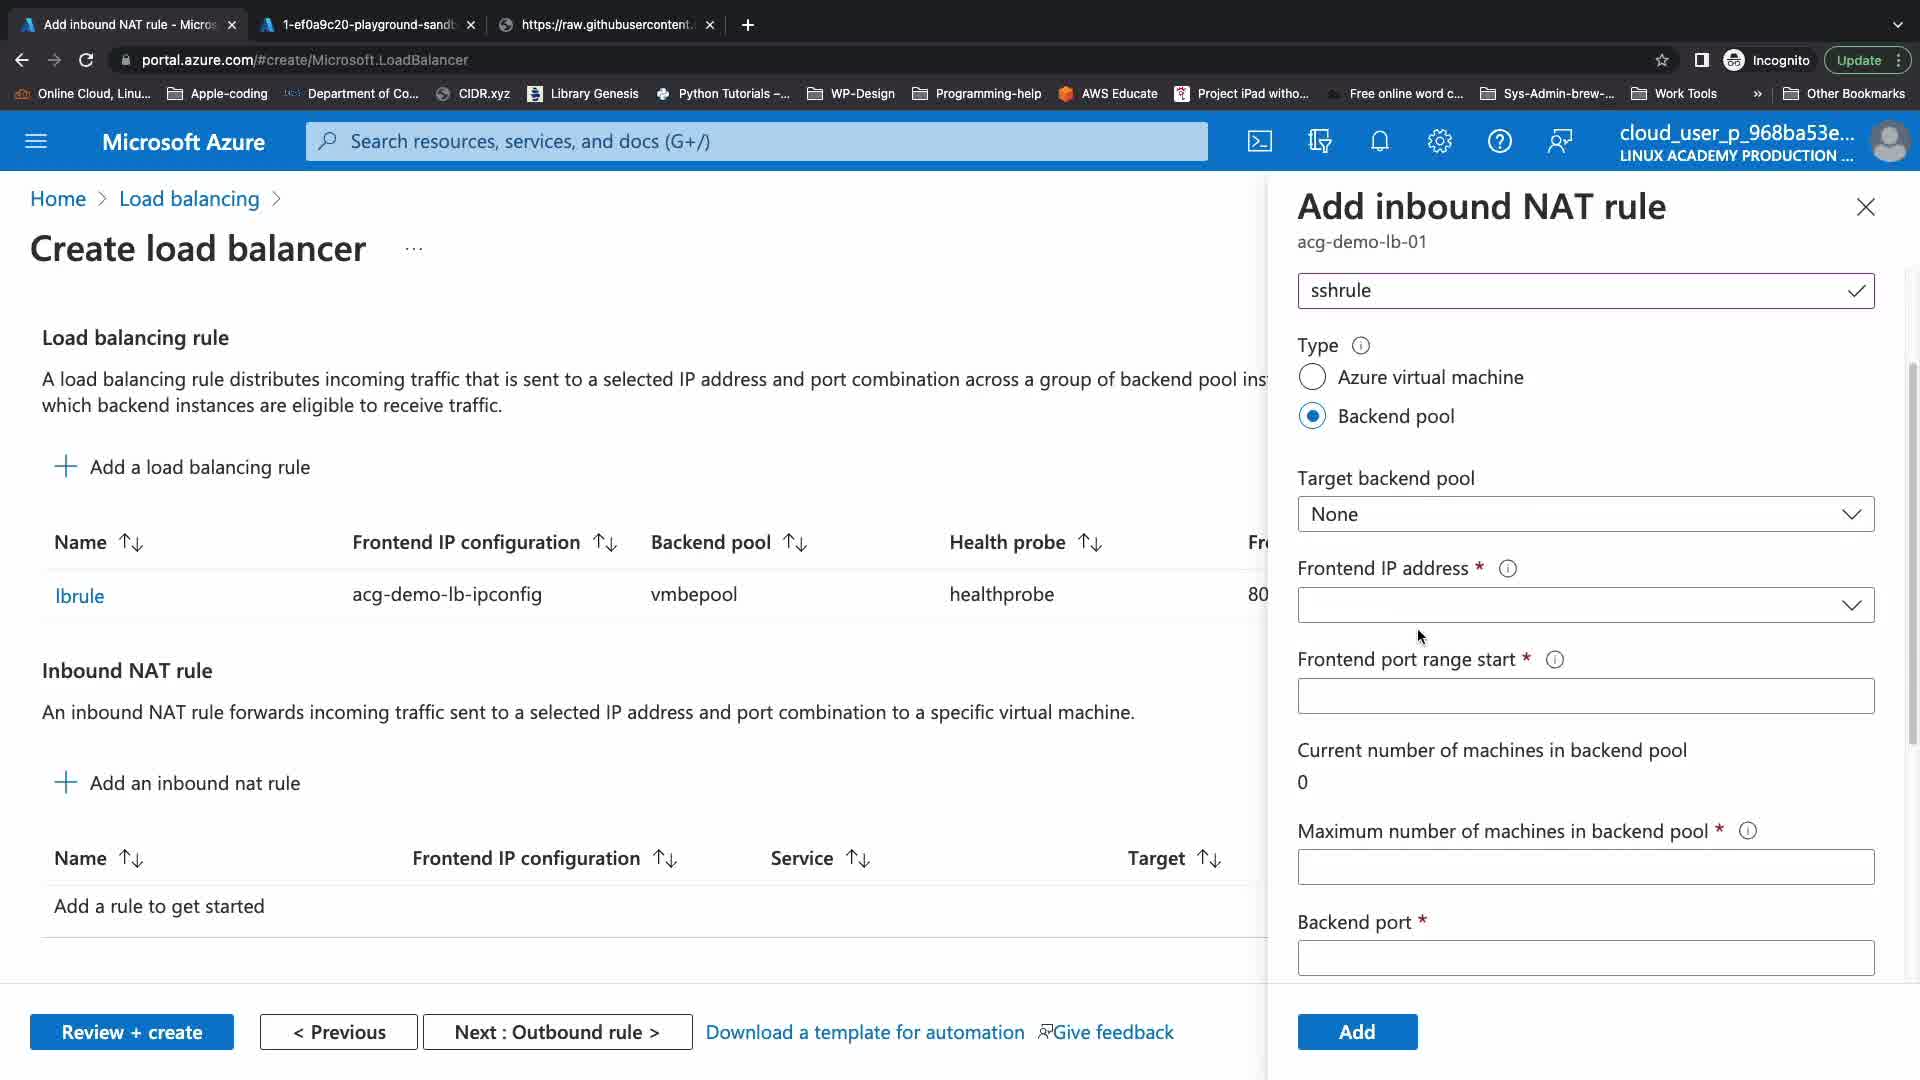 Add inbound NAT rule - Micros
1-ef0a9c20-playground-sandb
https://raw.githubusercontent.
portal.azure.com/#create/Microsoft.LoadBalancer
Incognito
Update
Online Cloud, Linu...
Apple-coding
Department of Co...
CIDR.xyz
Library Genesis
Python Tutorials –...
WP-Design
Programming-help
AWS Educate
Project iPad witho...
Free online word c...
Sys-Admin-brew-...
Work Tools
»
Other Bookmarks
Microsoft Azure
Search resources, services, and docs (G+/)
cloud_user_p_968ba53e...
LINUX ACADEMY PRODUCTION ...
Home > Load balancing >
Create load balancer ...
Load balancing rule
A load balancing rule distributes incoming traffic that is sent to a selected IP address and port combination across a group of backend pool inst
which backend instances are eligible to receive traffic.
+ Add a load balancing rule
Name Frontend IP configuration Backend pool Health probe Fro
lbrule acg-demo-lb-ipconfig vmbepool healthprobe 80
Inbound NAT rule
An inbound NAT rule forwards incoming traffic sent to a selected IP address and port combination to a specific virtual machine.
+ Add an inbound nat rule
Name Frontend IP configuration Service Target
Add a rule to get started
Review + create
< Previous
Next : Outbound rule >
Download a template for automation
Give feedback
Add inbound NAT rule
acg-demo-lb-01
sshrule
Type
Azure virtual machine
Backend pool
Target backend pool
None
Frontend IP address *
Frontend port range start *
Current number of machines in backend pool
0
Maximum number of machines in backend pool *
Backend port *
Add